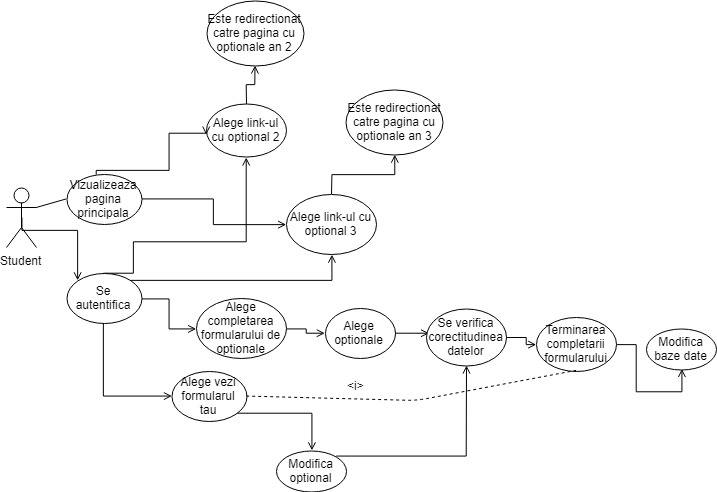 Este redirectionat
catre pagina cu
optionale an 2
Alege link-ul
cu optional 2
Este redirectionat
catre pagina cu
optionale an 3
Vizualizeaza
pagina
principala
Alege link-ul cu
optional 3
Student
Se
autentifica
Alege
completarea
formularului de
optionale
Alege
optionale
Se verifica
corectitudinea
datelor
Terminarea
completarii
formularului
Modifica
baze date
Alege vezi
formularul
tau
<i>
Modifica
optional